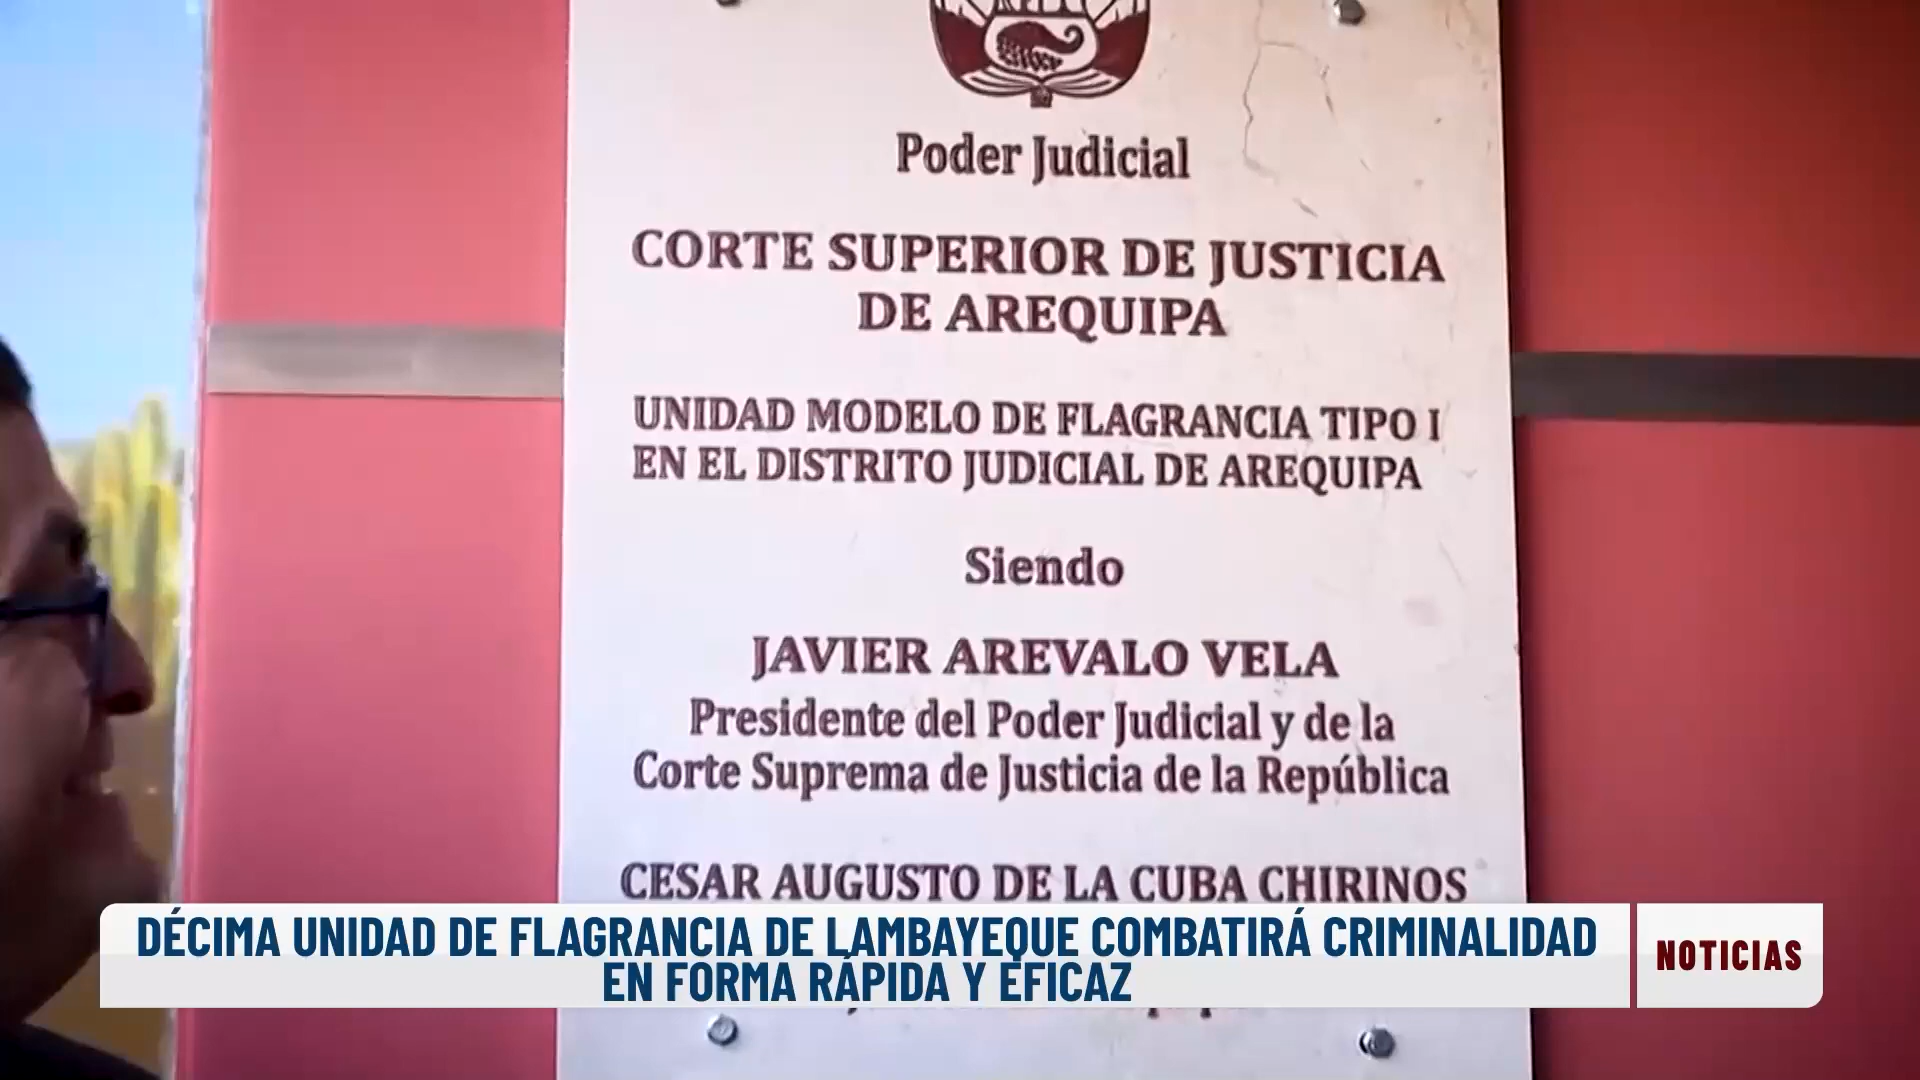 Poder Judicial
CORTE SUPERIOR DE JUSTICIA
DE AREQUIPA
UNIDAD MODELO DE FLAGRANCIA TIPO I
EN EL DISTRITO JUDICIAL DE AREQUIPA
Siendo
JAVIER AREVALO VELA
Presidente del Poder Judicial y de la
Corte Suprema de Justicia de la República
CESAR AUGUSTO DE LA CUBA CHIRINOS
DÉCIMA UNIDAD DE FLAGRANCIA DE LAMBAYEQUE COMBATIRÁ CRIMINALIDAD
EN FORMA RÁPIDA Y EFICAZ
NOTICIAS